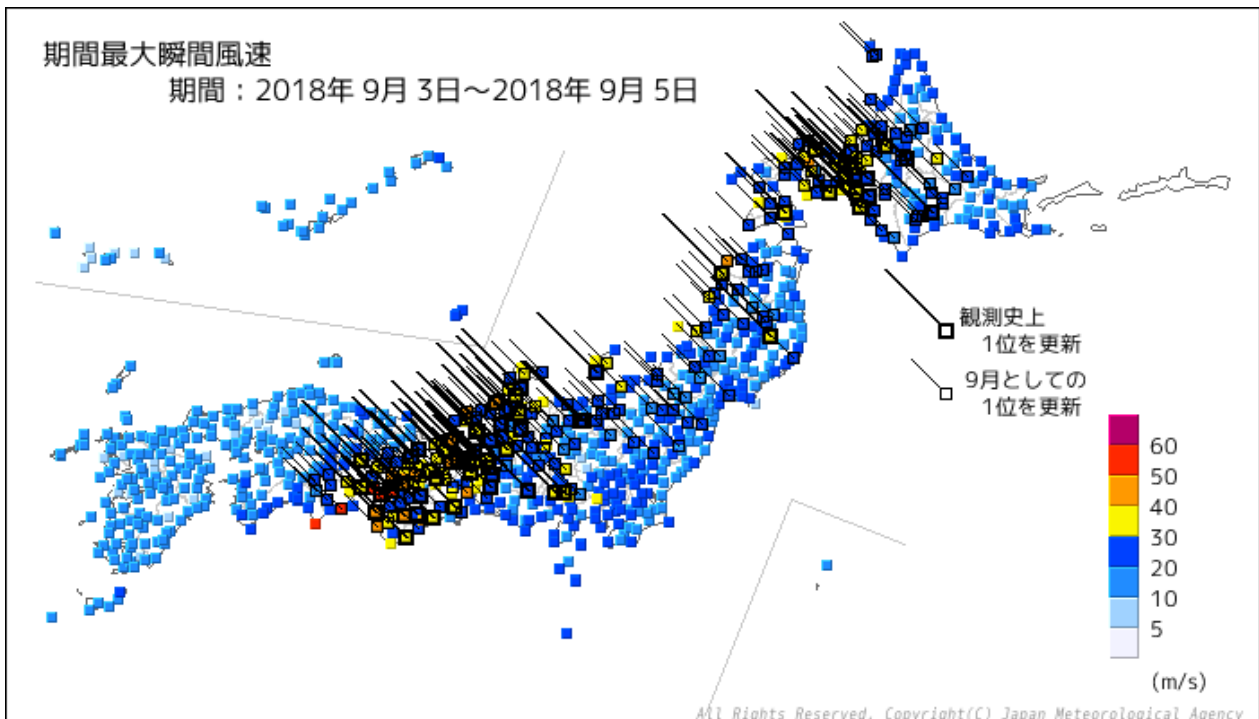 期間最大瞬間風速
期間：2018年 9月 3日～2018年 9月 5日
観測史上
1位を更新
9月としての
1位を更新
60
50
40
30
20
10
5
(m/s)
All Rights Reserved. Copyright(C) Japan Meteorological Agency